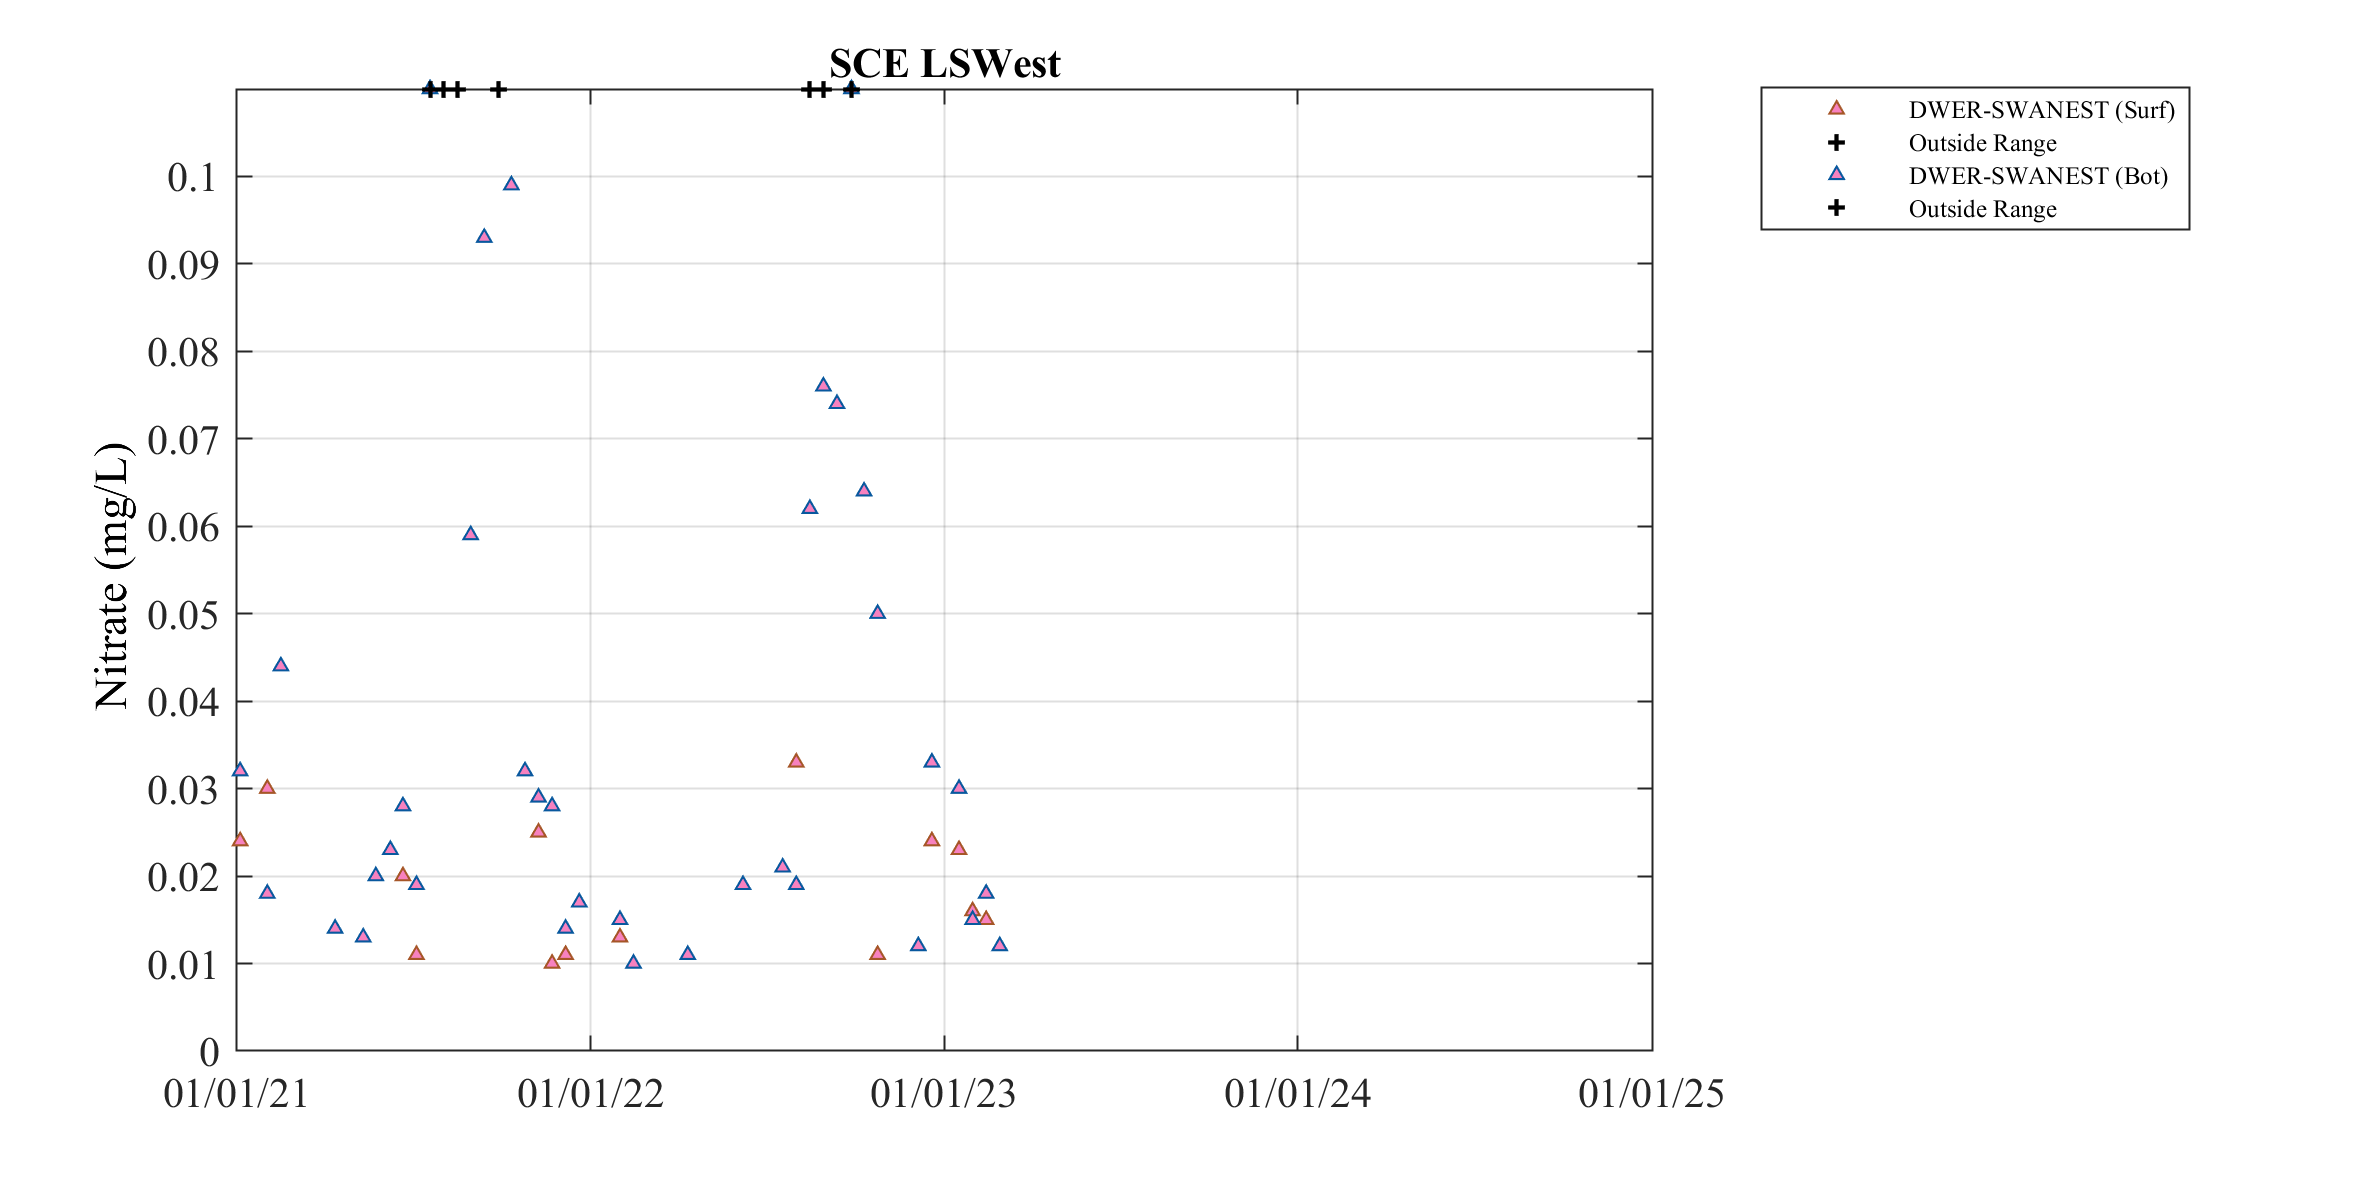 SCE LSWest
DWER-SWANEST (Surf)
Outside Range
DWER-SWANEST (Bot)
Outside Range
Nitrate (mg/L)
0.1
0.09
0.08
0.07
0.06
0.05
0.04
0.03
0.02
0.01
0
01/01/21
01/01/22
01/01/23
01/01/24
01/01/25